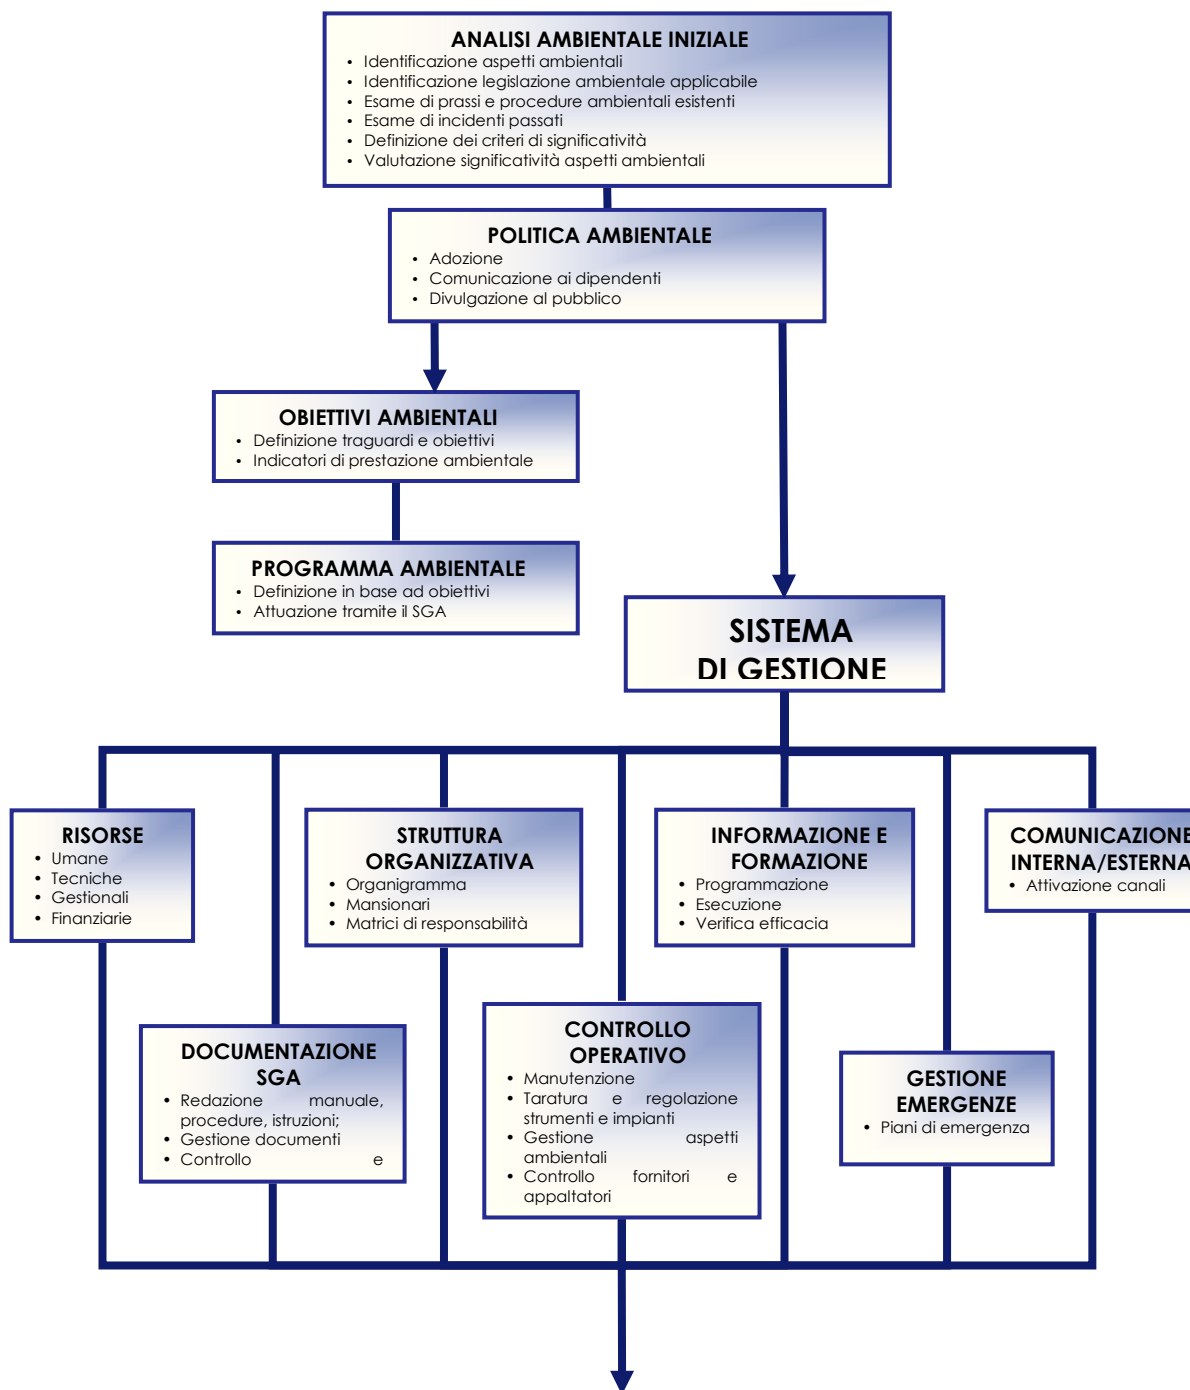 ANALISI AMBIENTALE INIZIALE
• Identificazione aspetti ambientali
• Identificazione legislazione ambientale applicabile
• Esame di prassi e procedure ambientali esistenti
• Esame di incidenti passati
• Definizione dei criteri di significatività
• Valutazione significatività aspetti ambientali
POLITICA AMBIENTALE
• Adozione
• Comunicazione ai dipendenti
• Divulgazione al pubblico
OBIETTIVI AMBIENTALI
• Definizione traguardi e obiettivi
• Indicatori di prestazione ambientale
PROGRAMMA AMBIENTALE
• Definizione in base ad obiettivi
• Attuazione tramite il SGA
SISTEMA
DI GESTIONE
RISORSE
• Umane
• Tecniche
• Gestionali
• Finanziarie
STRUTTURA
ORGANIZZATIVA
• Organigramma
• Mansionari
• Matrici di responsabilità
INFORMAZIONE E
FORMAZIONE
• Programmazione
• Esecuzione
• Verifica efficacia
COMUNICAZIONE
INTERNA/ESTERNA
• Attivazione canali
DOCUMENTAZIONE
SGA
• Redazione manuale,
procedure, istruzioni;
• Gestione documenti
• Controllo e
CONTROLLO
OPERATIVO
• Manutenzione
• Taratura e regolazione
strumenti e impianti
• Gestione aspetti
ambientali
• Controllo fornitori e
appaltatori
GESTIONE
EMERGENZE
• Piani di emergenza